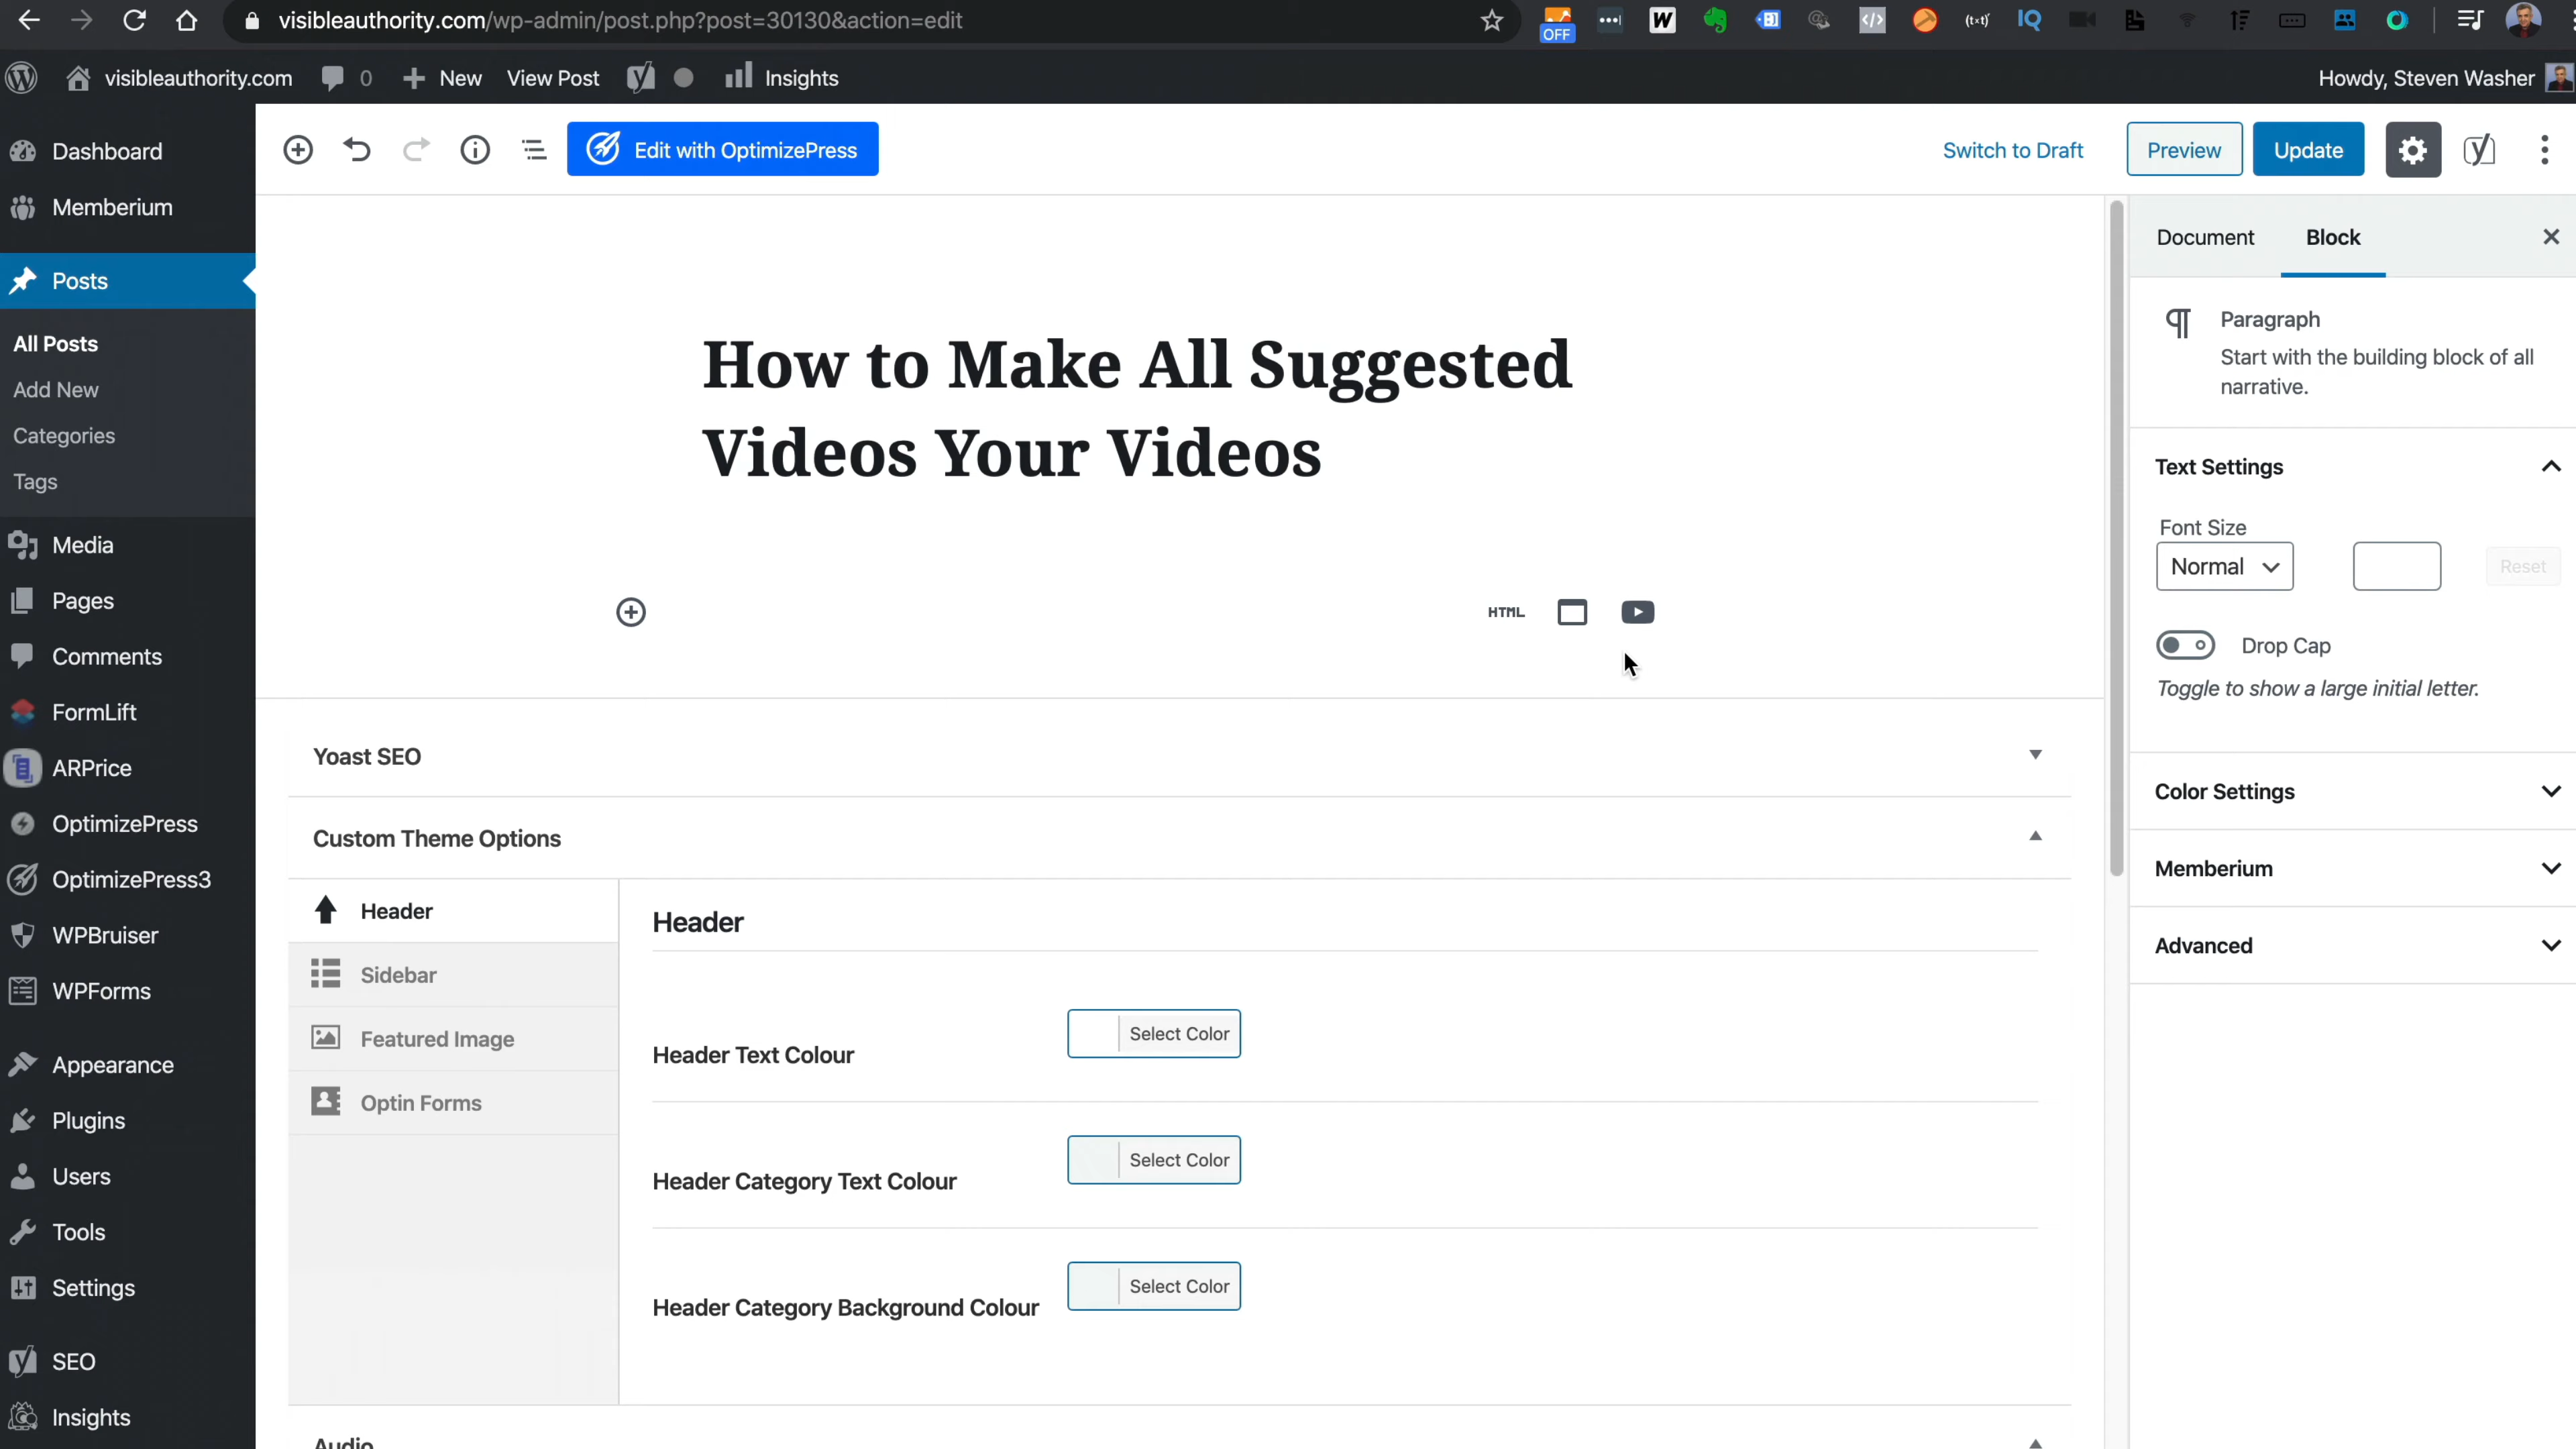 visibleauthority.com/wp-admin/post.php?post=30130&action=edit
OFF
W
(txt)
IQ
visibleauthority.com
0
New
View Post
Insights
Howdy, Steven Washer
Dashboard
Memberium
Posts
All Posts
Add New
Categories
Tags
Media
Pages
Comments
FormLift
ARPrice
OptimizePress
OptimizePress3
WPBruiser
WPForms
Appearance
Plugins
Users
Tools
Settings
SEO
Insights
Edit with OptimizePress
Switch to Draft
Preview
Update
How to Make All Suggested
Videos Your Videos
HTML
Yoast SEO
Custom Theme Options
Header
Sidebar
Featured Image
Optin Forms
Header
Header Text Colour
Select Color
Header Category Text Colour
Select Color
Header Category Background Colour
Select Color
Audio
Document
Block
Paragraph
Start with the building block of all
narrative.
Text Settings
Font Size
Normal
Reset
Drop Cap
Toggle to show a large initial letter.
Color Settings
Memberium
Advanced